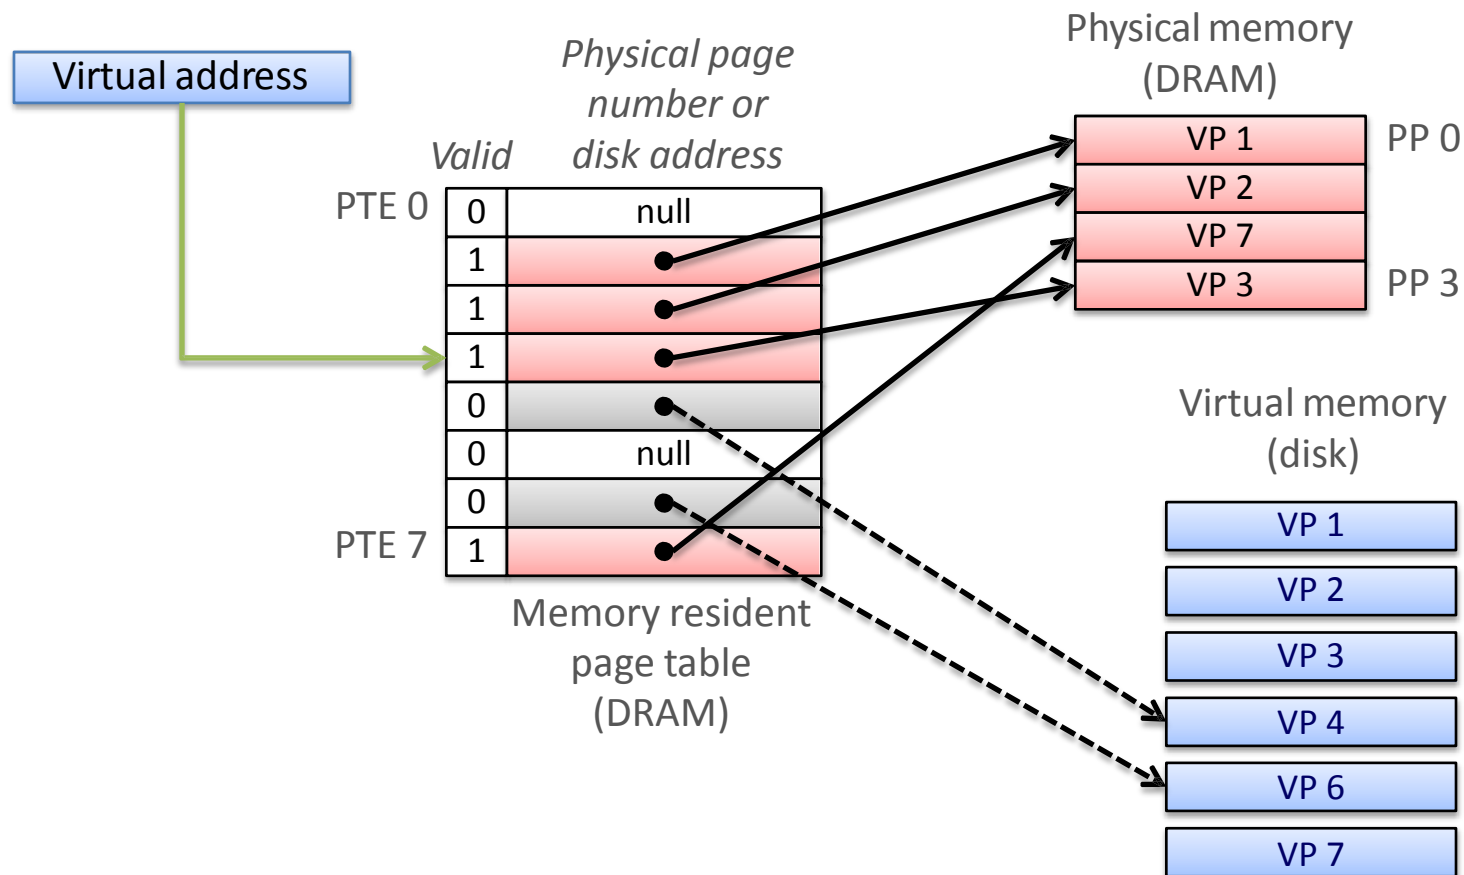 Virtual address
Physical page
number or
disk address
Valid
PTE 0
0 null
1
1
1
0
0 null
0
PTE 7
1
Memory resident
page table
(DRAM)
Physical memory
(DRAM)
VP 1 PP 0
VP 2
VP 7
VP 3 PP 3
Virtual memory
(disk)
VP 1
VP 2
VP 3
VP 4
VP 6
VP 7